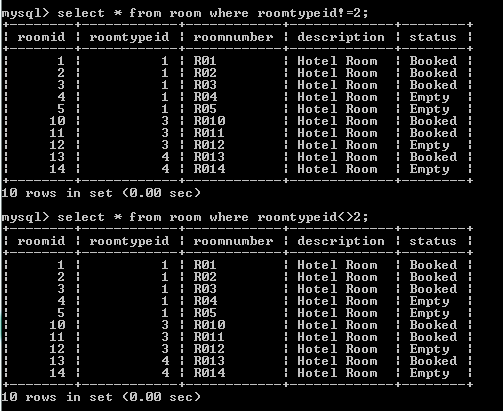 mysql> select * from room where roomtypeid!=2;
+--------+------------+------------+-------------+--------+
| roomid | roomtypeid | roomnumber | description | status |
+--------+------------+------------+-------------+--------+
| 1 | 1 | R01 | Hotel Room | Booked |
| 2 | 1 | R02 | Hotel Room | Booked |
| 3 | 1 | R03 | Hotel Room | Booked |
| 4 | 1 | R04 | Hotel Room | Empty |
| 5 | 1 | R05 | Hotel Room | Empty |
| 10 | 3 | R010 | Hotel Room | Booked |
| 11 | 3 | R011 | Hotel Room | Booked |
| 12 | 3 | R012 | Hotel Room | Empty |
| 13 | 4 | R013 | Hotel Room | Booked |
| 14 | 4 | R014 | Hotel Room | Empty |
+--------+------------+------------+-------------+--------+
10 rows in set (0.00 sec)
mysql> select * from room where roomtypeid<>2;
+--------+------------+------------+-------------+--------+
| roomid | roomtypeid | roomnumber | description | status |
+--------+------------+------------+-------------+--------+
| 1 | 1 | R01 | Hotel Room | Booked |
| 2 | 1 | R02 | Hotel Room | Booked |
| 3 | 1 | R03 | Hotel Room | Booked |
| 4 | 1 | R04 | Hotel Room | Empty |
| 5 | 1 | R05 | Hotel Room | Empty |
| 10 | 3 | R010 | Hotel Room | Booked |
| 11 | 3 | R011 | Hotel Room | Booked |
| 12 | 3 | R012 | Hotel Room | Empty |
| 13 | 4 | R013 | Hotel Room | Booked |
| 14 | 4 | R014 | Hotel Room | Empty |
+--------+------------+------------+-------------+--------+
10 rows in set (0.00 sec)